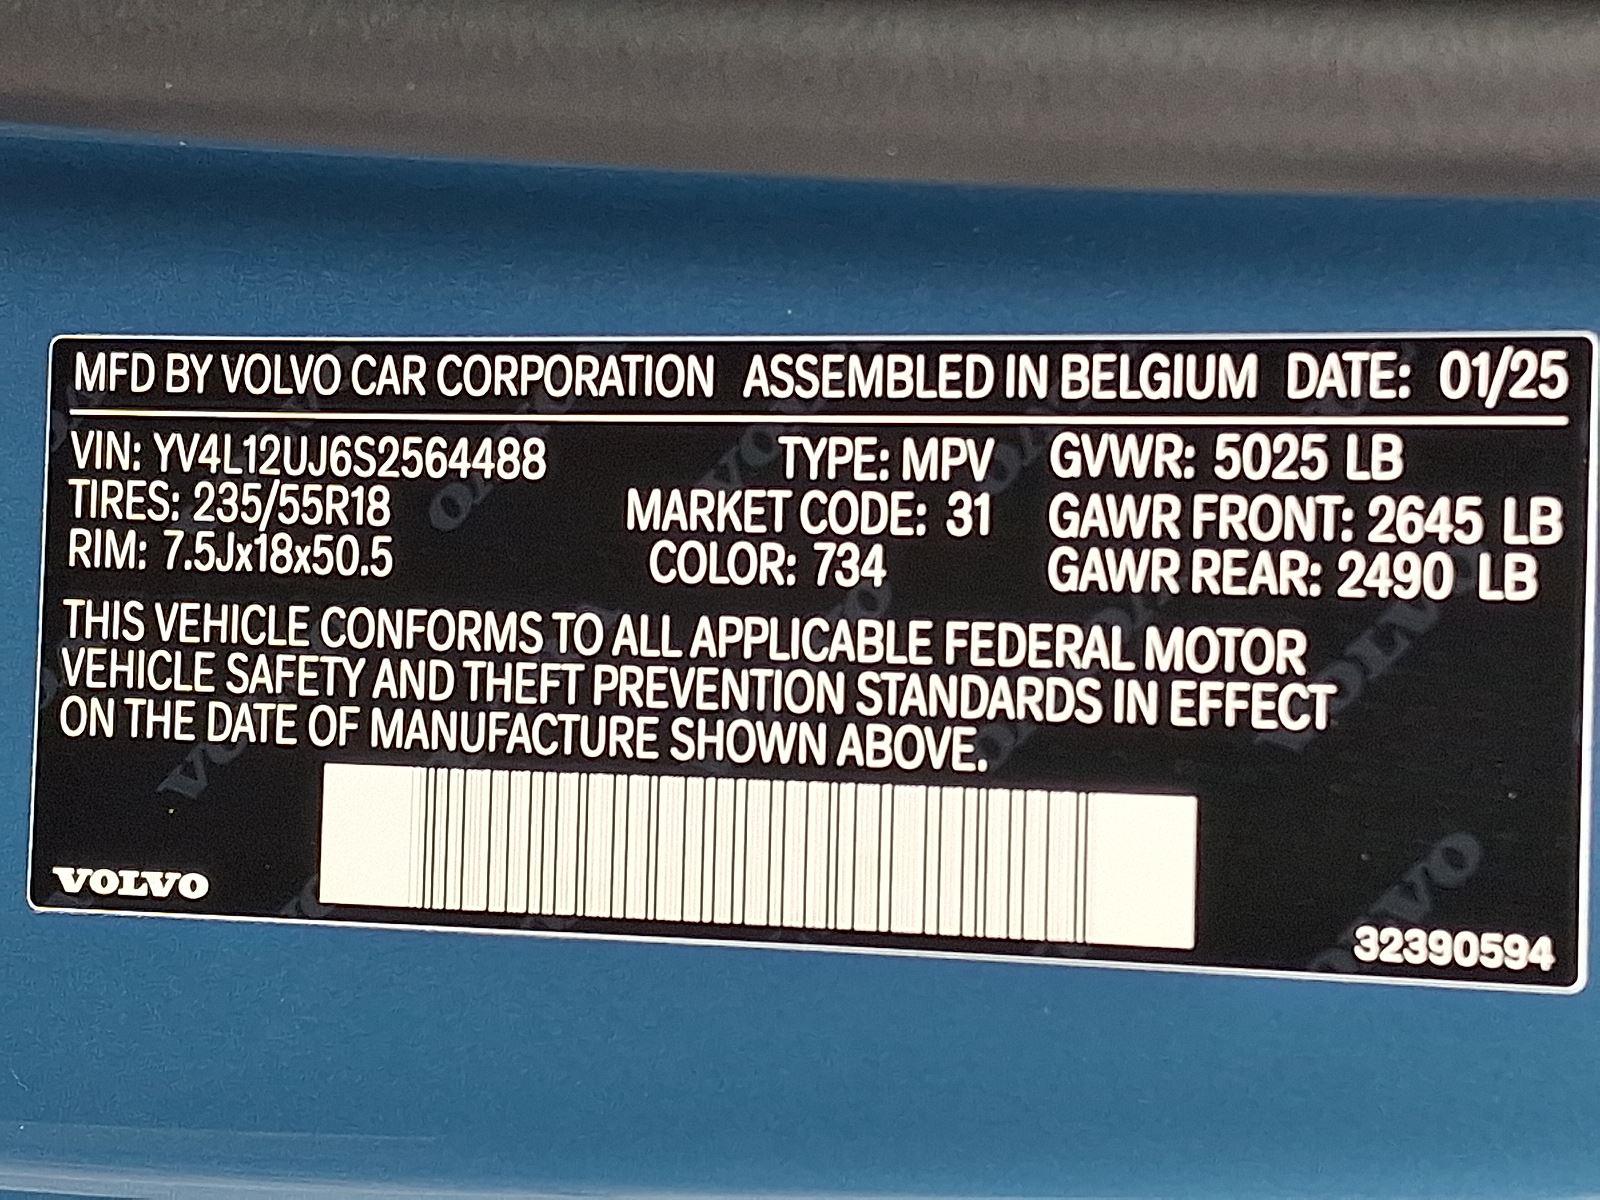 MFD BY VOLVO CAR CORPORATION ASSEMBLED IN BELGIUM DATE: 01/25
VIN: YV4L12UJ6S2564488 TYPE: MPV GVWR: 5025 LB
TIRES: 235/55R18 MARKET CODE: 31 GAWR FRONT: 2645 LB
RIM: 7.5Jx18x50.5 COLOR: 734 GAWR REAR: 2490 LB
THIS VEHICLE CONFORMS TO ALL APPLICABLE FEDERAL MOTOR
VEHICLE SAFETY AND THEFT PREVENTION STANDARDS IN EFFECT
ON THE DATE OF MANUFACTURE SHOWN ABOVE.
VOLVO
32390594